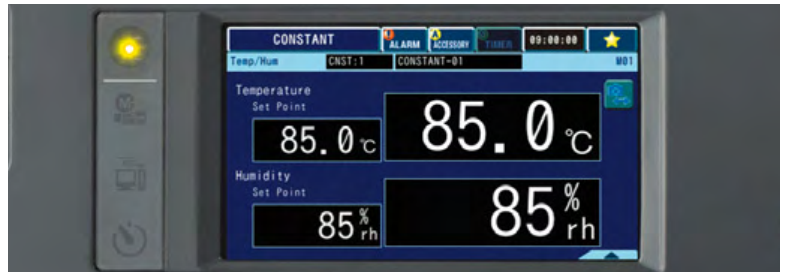 CONSTANT ALARM ACCESSORY TIMER 09:00:00
Temp/Hum CNST:1 CONSTANT-01 M01
Temperature
Set Point
85.0 °C 85.0 °C
Humidity
Set Point
85 % rh 85 % rh